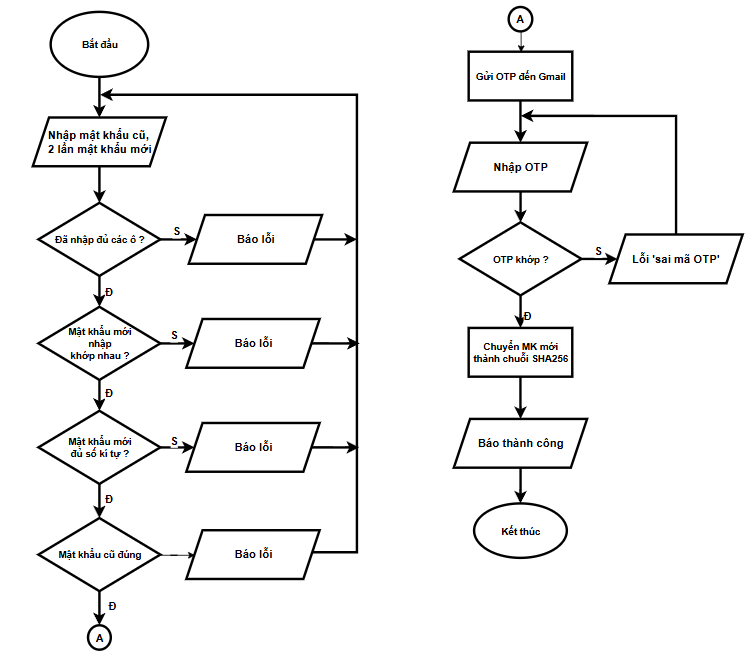 Bắt đầu
Nhập mật khẩu cũ,
2 lần mật khẩu mới
Đã nhập đủ các ô ?
S
Báo lỗi
Đ
Mật khẩu mới
nhập
khớp nhau ?
S
Báo lỗi
Đ
Mật khẩu mới
đủ số kí tự ?
S
Báo lỗi
Đ
Mật khẩu cũ đúng
Báo lỗi
Đ
A
A
Gửi OTP đến Gmail
Nhập OTP
OTP khớp ?
S
Lỗi 'sai mã OTP'
Đ
Chuyển MK mới
thành chuỗi SHA256
Báo thành công
Kết thúc